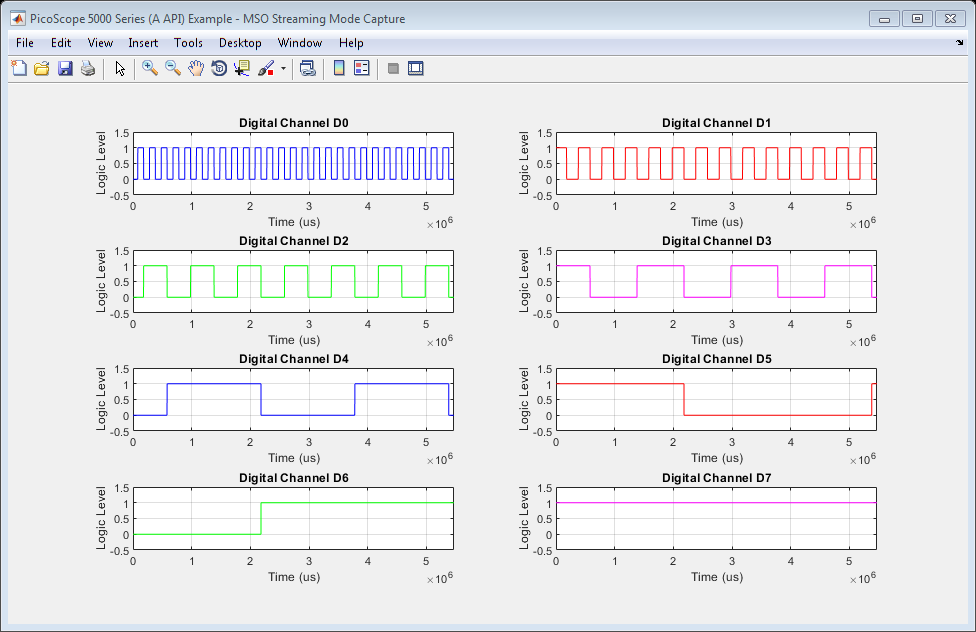 PicoScope 5000 Series (A API) Example - MSO Streaming Mode Capture
File Edit View Insert Tools Desktop Window Help
Digital Channel D0
Logic Level
1.5
1
0.5
0
-0.5
0 1 2 3 4 5
×10^6
Time (us)
Digital Channel D1
Logic Level
1.5
1
0.5
0
-0.5
0 1 2 3 4 5
×10^6
Time (us)
Digital Channel D2
Logic Level
1.5
1
0.5
0
-0.5
0 1 2 3 4 5
×10^6
Time (us)
Digital Channel D3
Logic Level
1.5
1
0.5
0
-0.5
0 1 2 3 4 5
×10^6
Time (us)
Digital Channel D4
Logic Level
1.5
1
0.5
0
-0.5
0 1 2 3 4 5
×10^6
Time (us)
Digital Channel D5
Logic Level
1.5
1
0.5
0
-0.5
0 1 2 3 4 5
×10^6
Time (us)
Digital Channel D6
Logic Level
1.5
1
0.5
0
-0.5
0 1 2 3 4 5
×10^6
Time (us)
Digital Channel D7
Logic Level
1.5
1
0.5
0
-0.5
0 1 2 3 4 5
×10^6
Time (us)